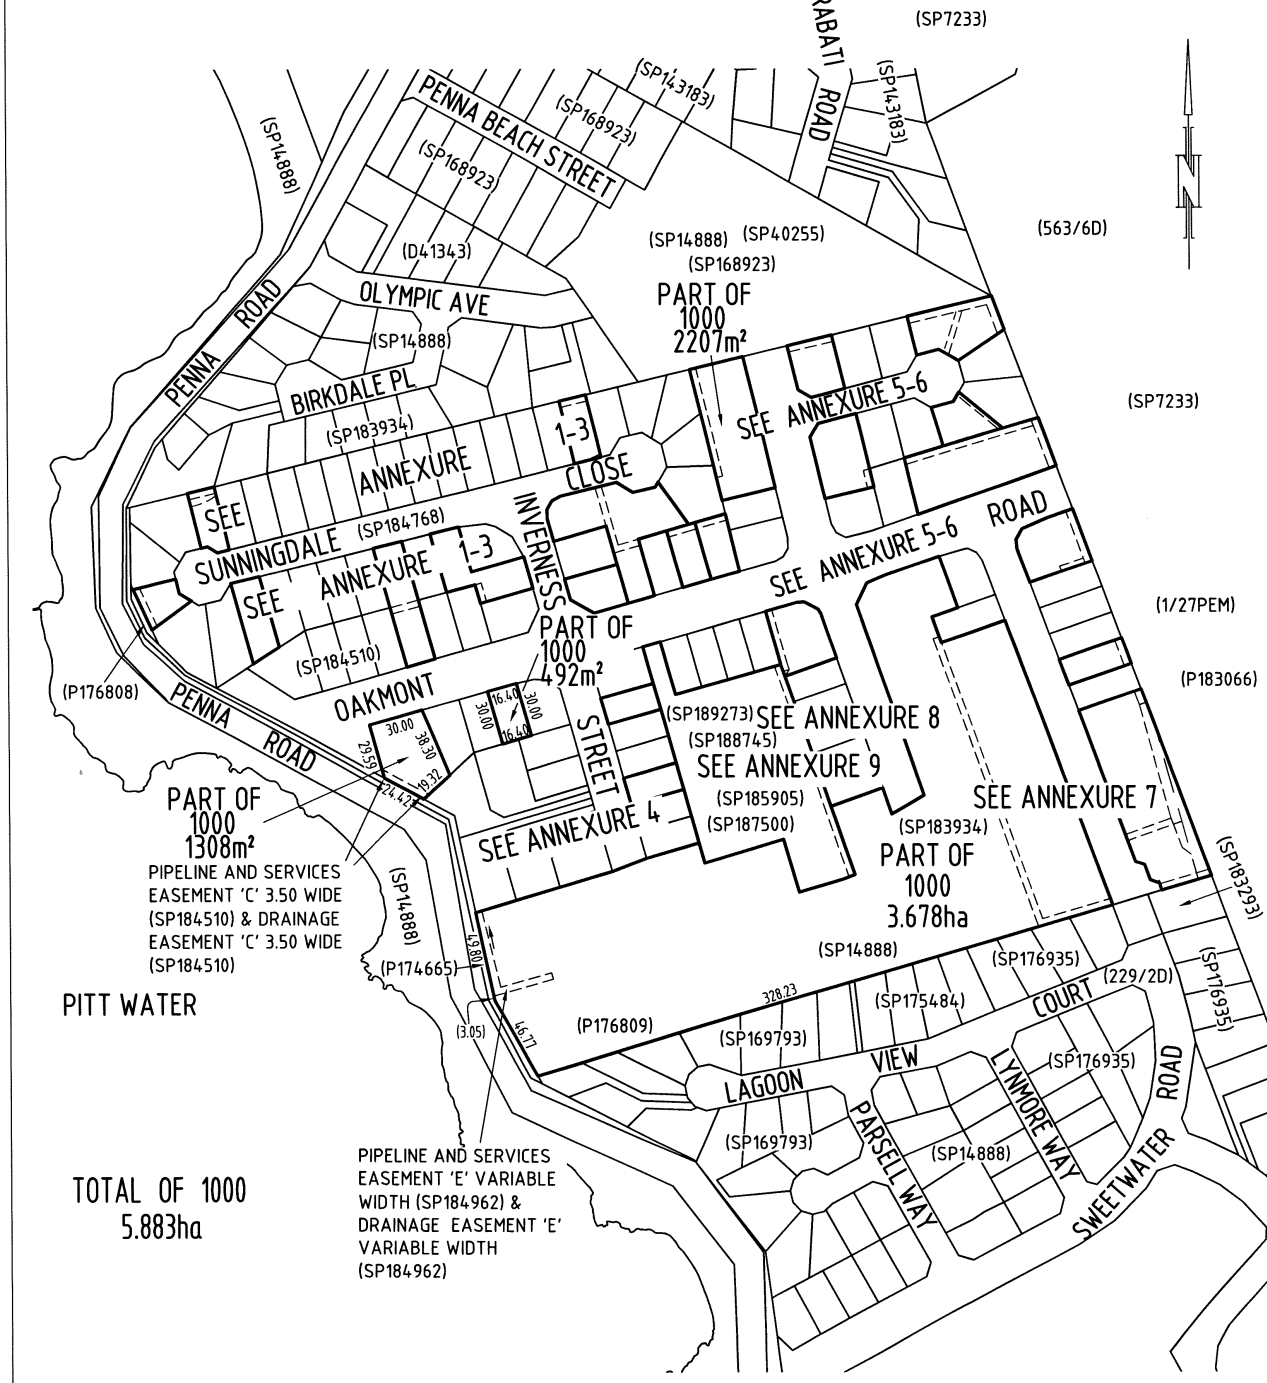 (SP7233)
RABATI
ROAD
(SP143183)
(SP143183)
PENNA BEACH STREET
(SP168923)
(SP168923)
(SP14888)
N
(563/6D)
(SP14888) (SP40255)
(SP168923)
PART OF
1000
2207m²
(D41343)
OLYMPIC AVE
PENNA ROAD
(SP14888)
BIRKDALE PL
(SP183934)
SEE ANNEXURE 1-3
SEE ANNEXURE 5-6
(SP7233)
CLOSE
SUNNINGDALE
(SP184768)
SEE ANNEXURE 1-3
INVERNESS
SEE ANNEXURE 5-6
ROAD
(1/27PEM)
(P183066)
(P176808)
(SP184510)
PART OF
1000
492m²
16.40
30.00
30.00
16.40
OAKMONT
PENNA ROAD
30.00
29.59
38.30
19.32
24.42
STREET
(SP189273)
SEE ANNEXURE 8
(SP188745)
SEE ANNEXURE 9
(SP185905)
(SP187500)
SEE ANNEXURE 7
SEE ANNEXURE 4
(SP183934)
PART OF
1000
3.678ha
PART OF
1000
1308m²
PIPELINE AND SERVICES
EASEMENT 'C' 3.50 WIDE
(SP184510) & DRAINAGE
EASEMENT 'C' 3.50 WIDE
(SP184510)
(SP14888)
(SP183293)
(SP14888)
(SP176935)
(229/2D)
(SP176935)
49.80
(P174665)
PITT WATER
(3.05)
46.77
(P176809)
328.23
(SP169793)
(SP175484)
LAGOON VIEW COURT
(SP176935)
LYNMORE WAY
ROAD
PARSELL WAY
(SP169793)
(SP14888)
SWEETWATER
PIPELINE AND SERVICES
EASEMENT 'E' VARIABLE
WIDTH (SP184962) &
DRAINAGE EASEMENT 'E'
VARIABLE WIDTH
(SP184962)
TOTAL OF 1000
5.883ha